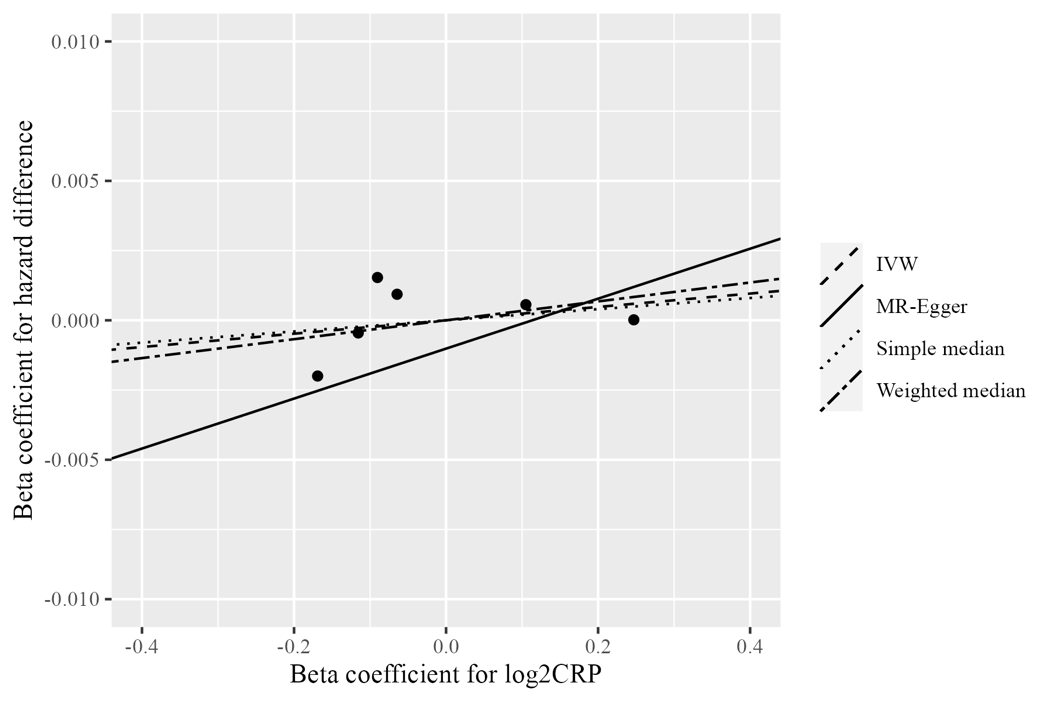 Beta coefficient for hazard difference
0.010
0.005
0.000
-0.005
-0.010
-0.4
-0.2
0.0
0.2
0.4
Beta coefficient for log2CRP
IVW
MR-Egger
Simple median
Weighted median